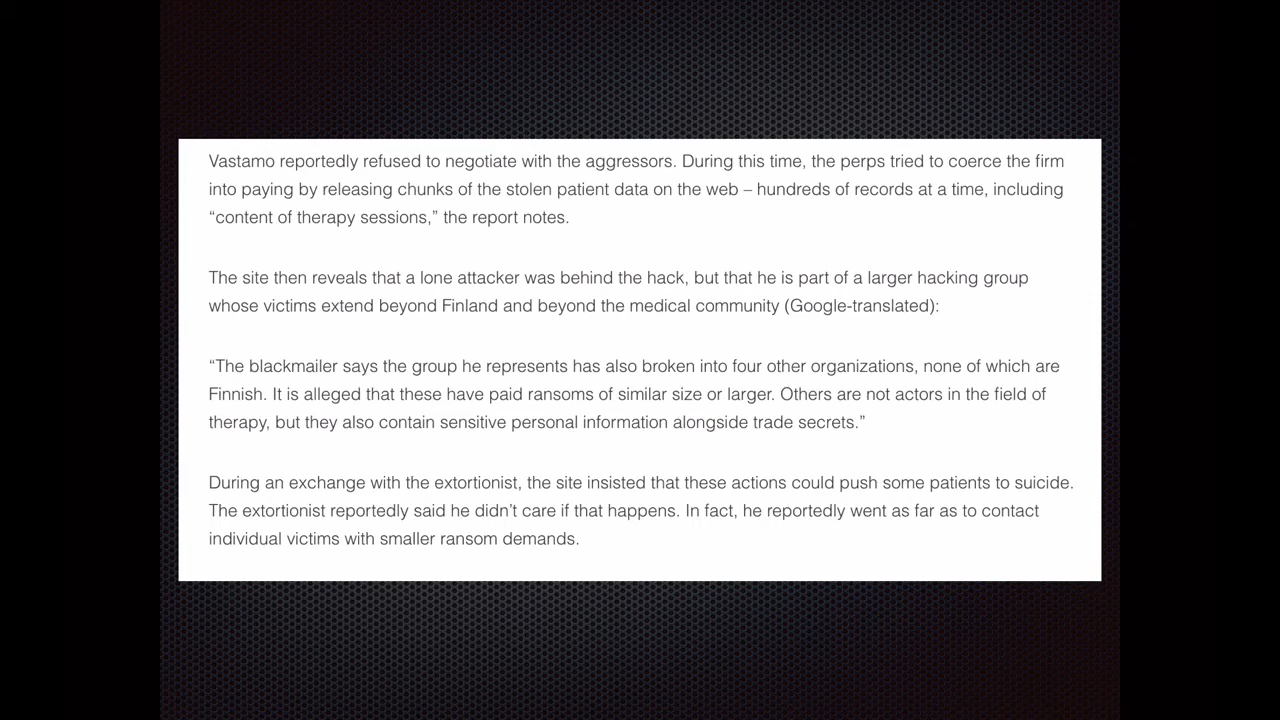 Vastamo reportedly refused to negotiate with the aggressors. During this time, the perps tried to coerce the firm
into paying by releasing chunks of the stolen patient data on the web – hundreds of records at a time, including
“content of therapy sessions,” the report notes.
The site then reveals that a lone attacker was behind the hack, but that he is part of a larger hacking group
whose victims extend beyond Finland and beyond the medical community (Google-translated):
“The blackmailer says the group he represents has also broken into four other organizations, none of which are
Finnish. It is alleged that these have paid ransoms of similar size or larger. Others are not actors in the field of
therapy, but they also contain sensitive personal information alongside trade secrets.”
During an exchange with the extortionist, the site insisted that these actions could push some patients to suicide.
The extortionist reportedly said he didn’t care if that happens. In fact, he reportedly went as far as to contact
individual victims with smaller ransom demands.